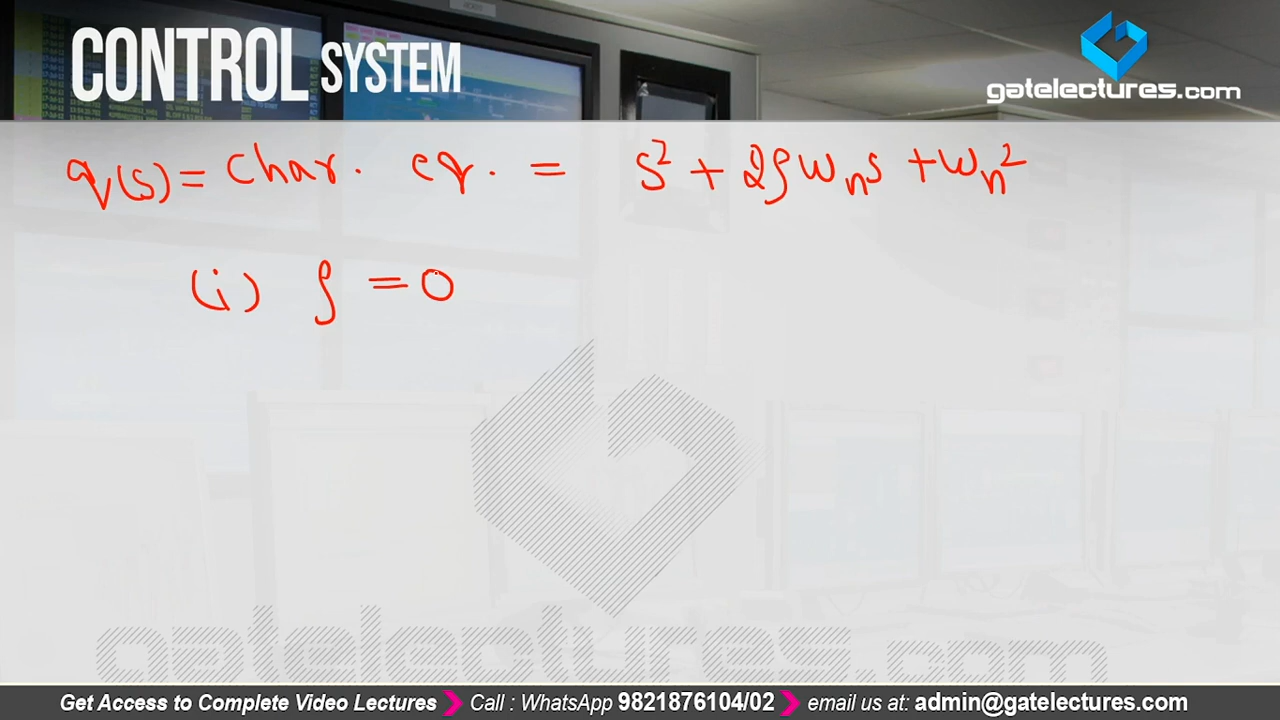 CONTROL SYSTEM
gatelectures.com
q(s) = Char. eq. = s² + 2ζωₙs + ωₙ²
(i) ζ = 0
gatelectures.com
Get Access to Complete Video Lectures Call : WhatsApp 9821876104/02 email us at: admin@gatelectures.com